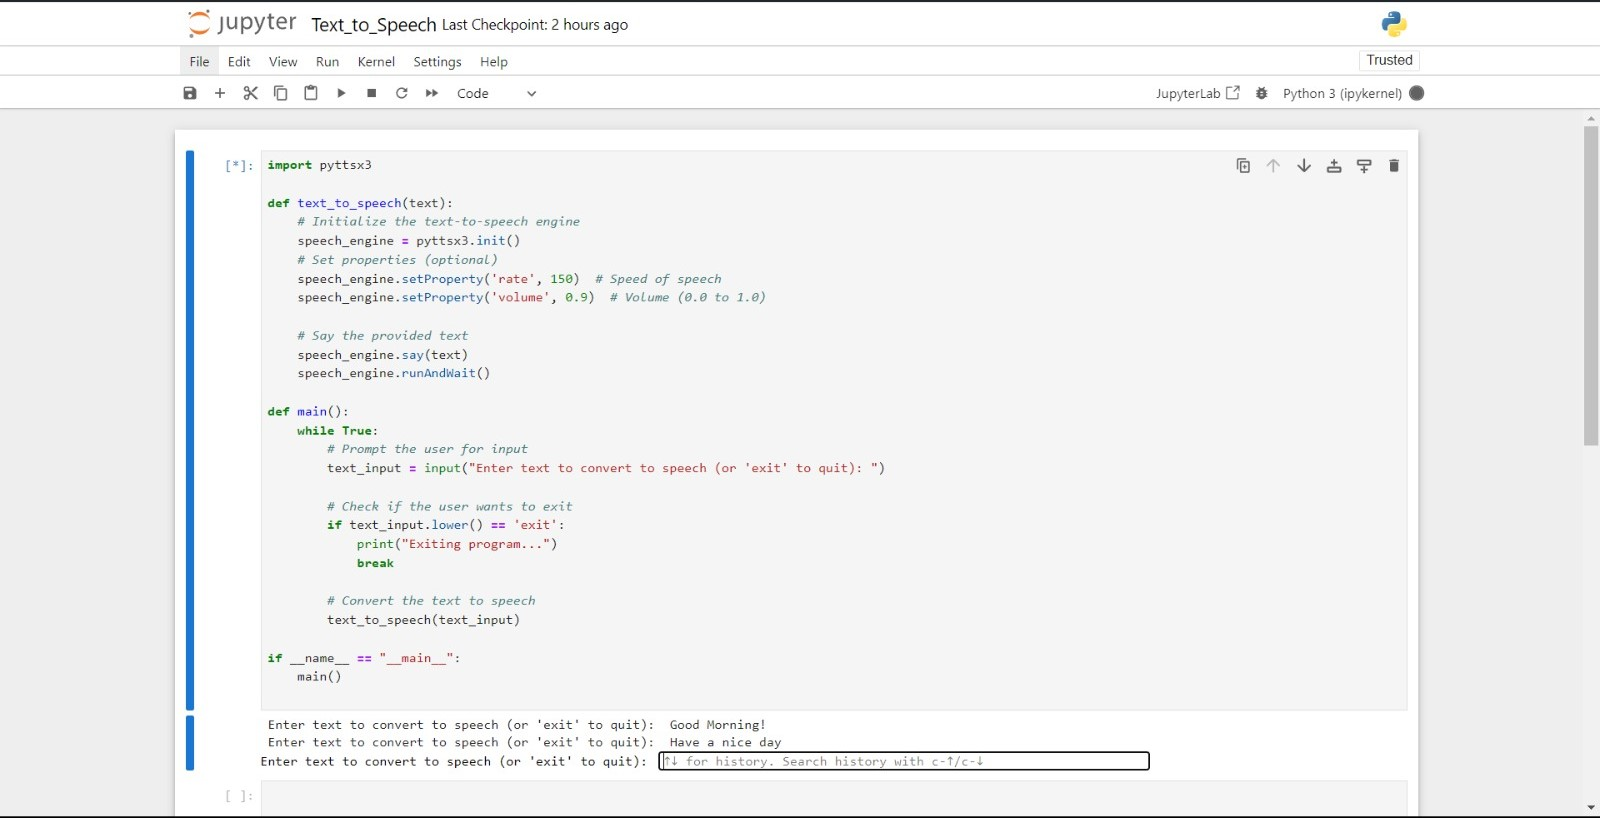 jupyter Text_to_Speech Last Checkpoint: 2 hours ago
File Edit View Run Kernel Settings Help Trusted
Code JupyterLab Python 3 (ipykernel)
[*]: import pyttsx3
def text_to_speech(text):
# Initialize the text-to-speech engine
speech_engine = pyttsx3.init()
# Set properties (optional)
speech_engine.setProperty('rate', 150)  # Speed of speech
speech_engine.setProperty('volume', 0.9)  # Volume (0.0 to 1.0)
# Say the provided text
speech_engine.say(text)
speech_engine.runAndWait()
def main():
while True:
# Prompt the user for input
text_input = input("Enter text to convert to speech (or 'exit' to quit): ")
# Check if the user wants to exit
if text_input.lower() == 'exit':
print("Exiting program...")
break
# Convert the text to speech
text_to_speech(text_input)
if __name__ == "__main__":
main()
Enter text to convert to speech (or 'exit' to quit):  Good Morning!
Enter text to convert to speech (or 'exit' to quit):  Have a nice day
Enter text to convert to speech (or 'exit' to quit): ↑↓ for history. Search history with c-↑/c-↓
[ ]: